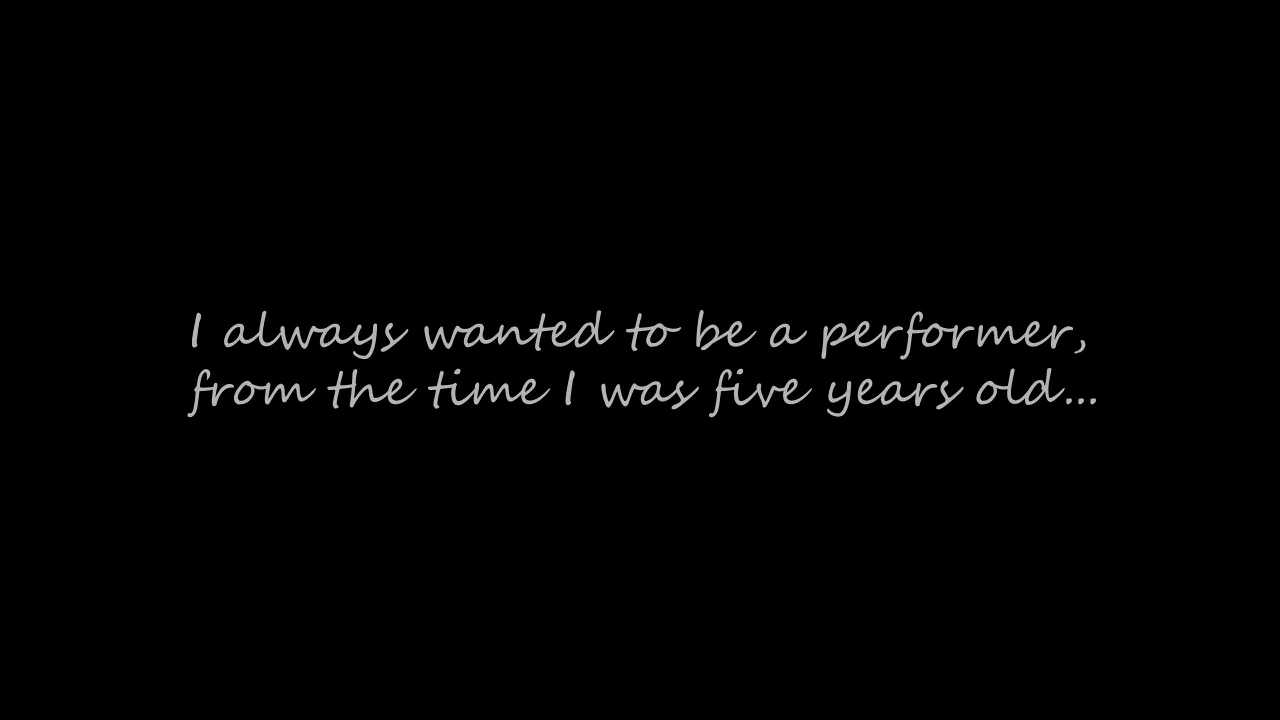 I always wanted to be a performer,
from the time I was five years old...